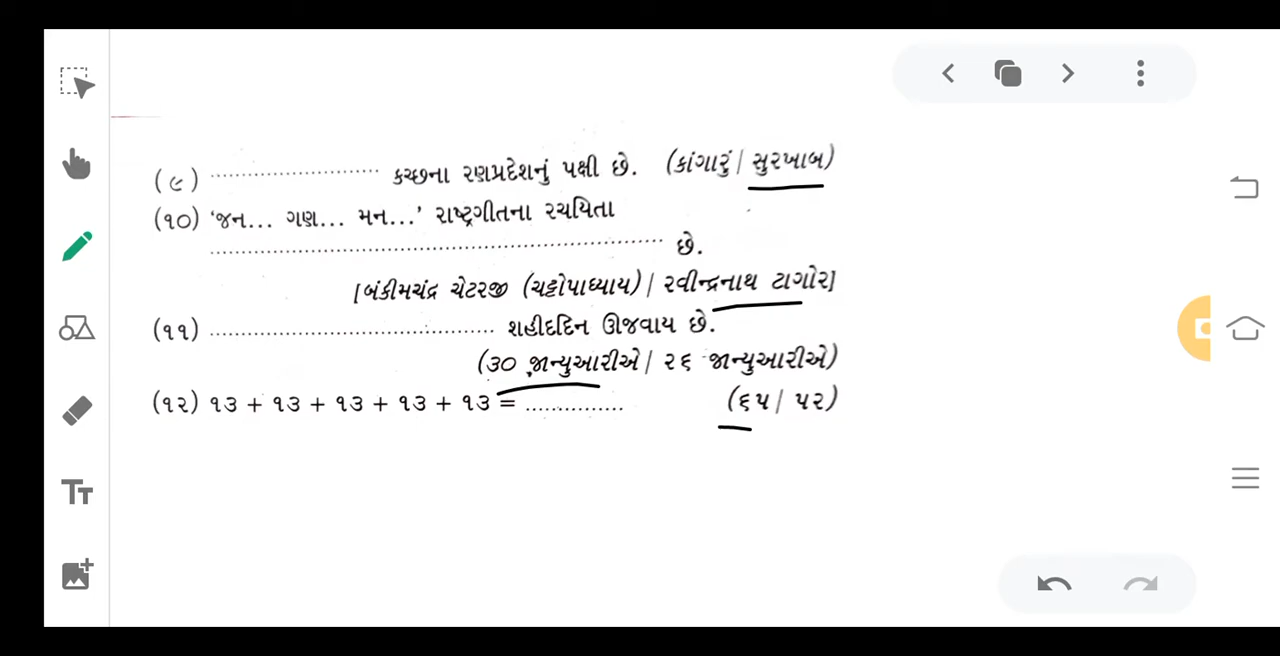 (૯) ........................ કચ્છના રણપ્રદેશનું પક્ષી છે. (કાંગારું / સુરખાબ)
(૧૦) ‘જન... ગણ... મન...’ રાષ્ટ્રગીતના રચયિતા
................................................................ છે.
[બંકીમચંદ્ર ચેટરજી (ચટ્ટોપાધ્યાય) / રવીન્દ્રનાથ ટાગોર]
(૧૧) ........................................ શહીદદિન ઊજવાય છે.
(૩૦ જાન્યુઆરીએ / ૨૬ જાન્યુઆરીએ)
(૧૨) ૧૩ + ૧૩ + ૧૩ + ૧૩ + ૧૩ = .............. (૬૫ / ૫૨)
TT